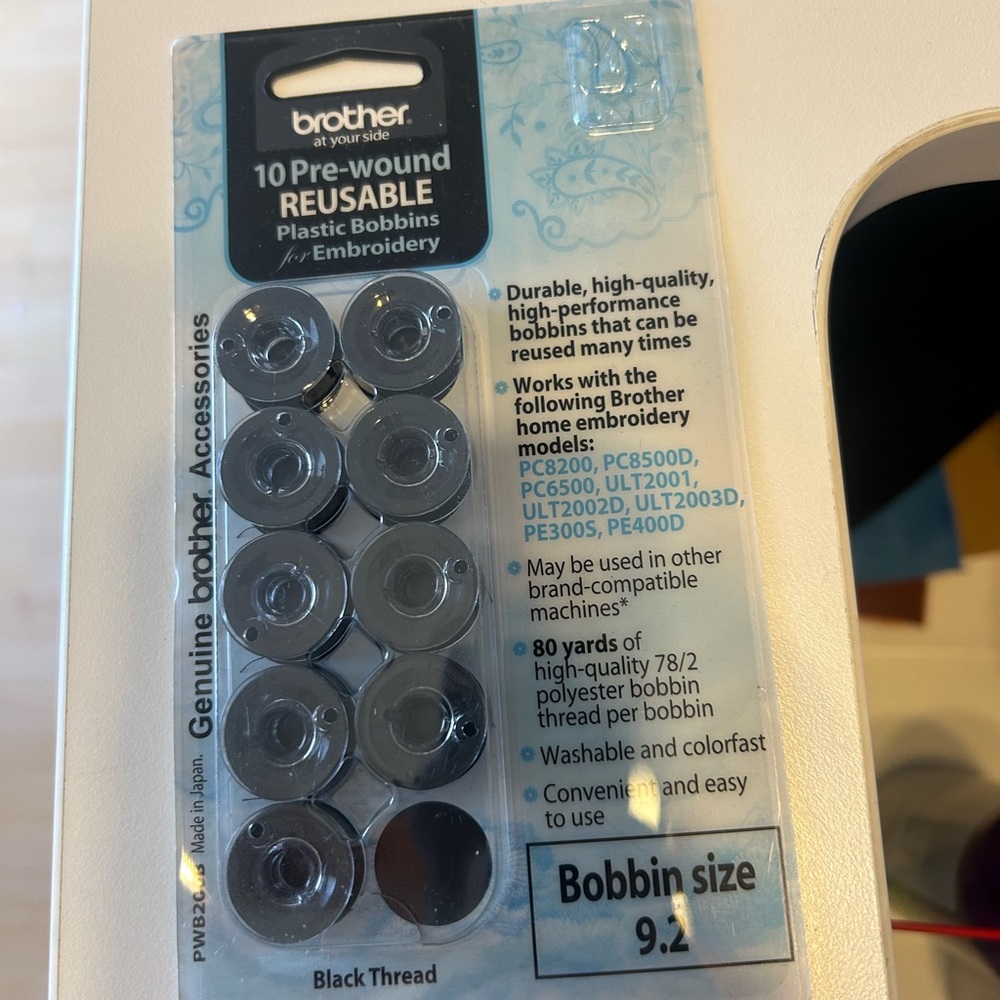 brother
at your side
10 Pre-wound
REUSABLE
Plastic Bobbins
for Embroidery
Durable, high-quality,
high-performance
bobbins that can be
reused many times
Works with the
following Brother
home embroidery
models:
PC8200, PC8500D,
PC6500, ULT2001,
ULT2002D, ULT2003D,
PE300S, PE400D
May be used in other
brand-compatible
machines*
80 yards of
high-quality 78/2
polyester bobbin
thread per bobbin
Washable and colorfast
Convenient and easy
to use
Bobbin size
9.2
Black Thread
Genuine brother Accessories
Made in Japan.